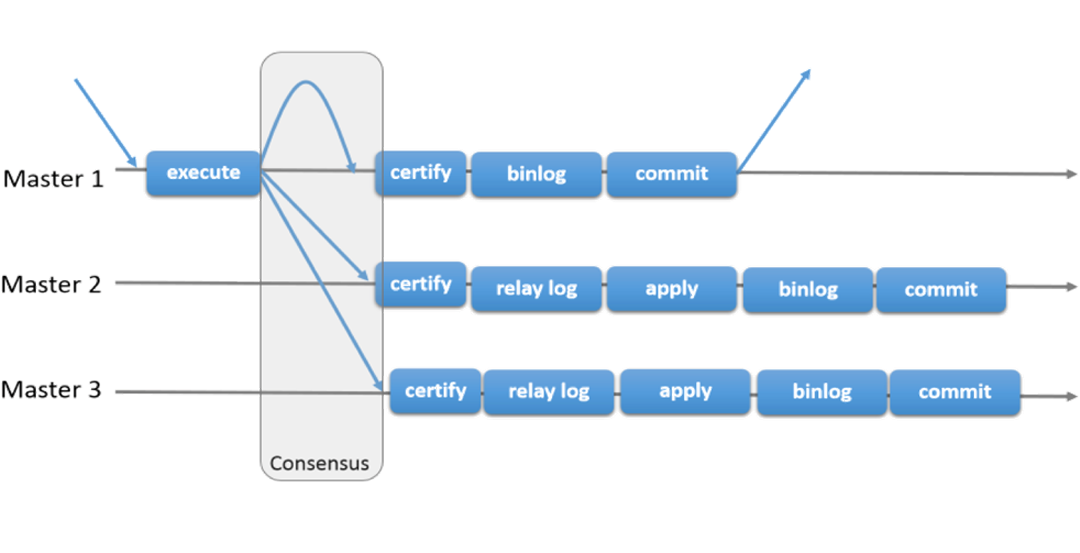 Master 1
execute
certify
binlog
commit
Master 2
certify
relay log
apply
binlog
commit
Master 3
certify
relay log
apply
binlog
commit
Consensus